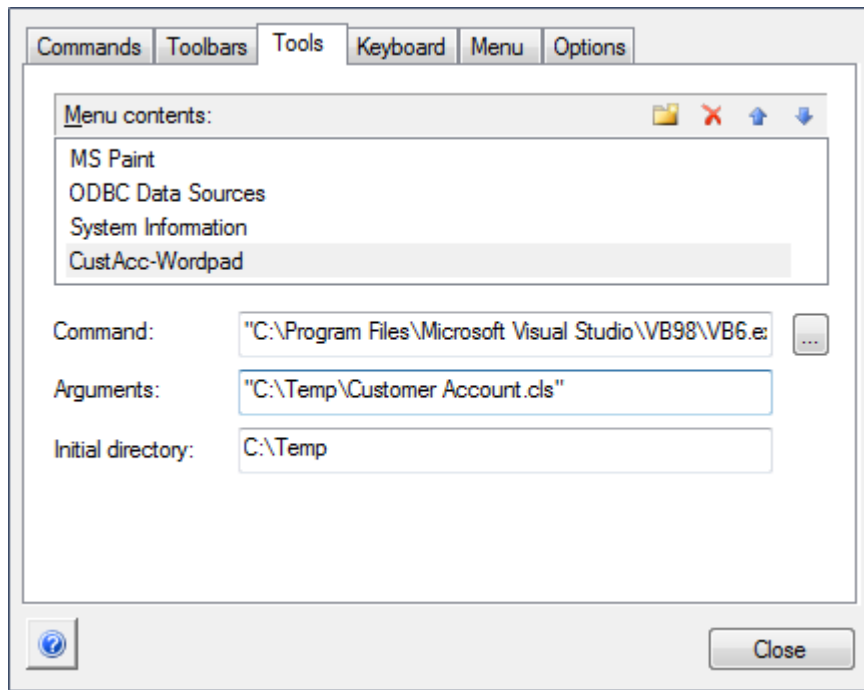 Commands Toolbars Tools Keyboard Menu Options
Menu contents:
MS Paint
ODBC Data Sources
System Information
CustAcc-Wordpad
Command: "C:\Program Files\Microsoft Visual Studio\VB98\VB6.ex ...
Arguments: "C:\Temp\Customer Account.cls"
Initial directory: C:\Temp
? Close